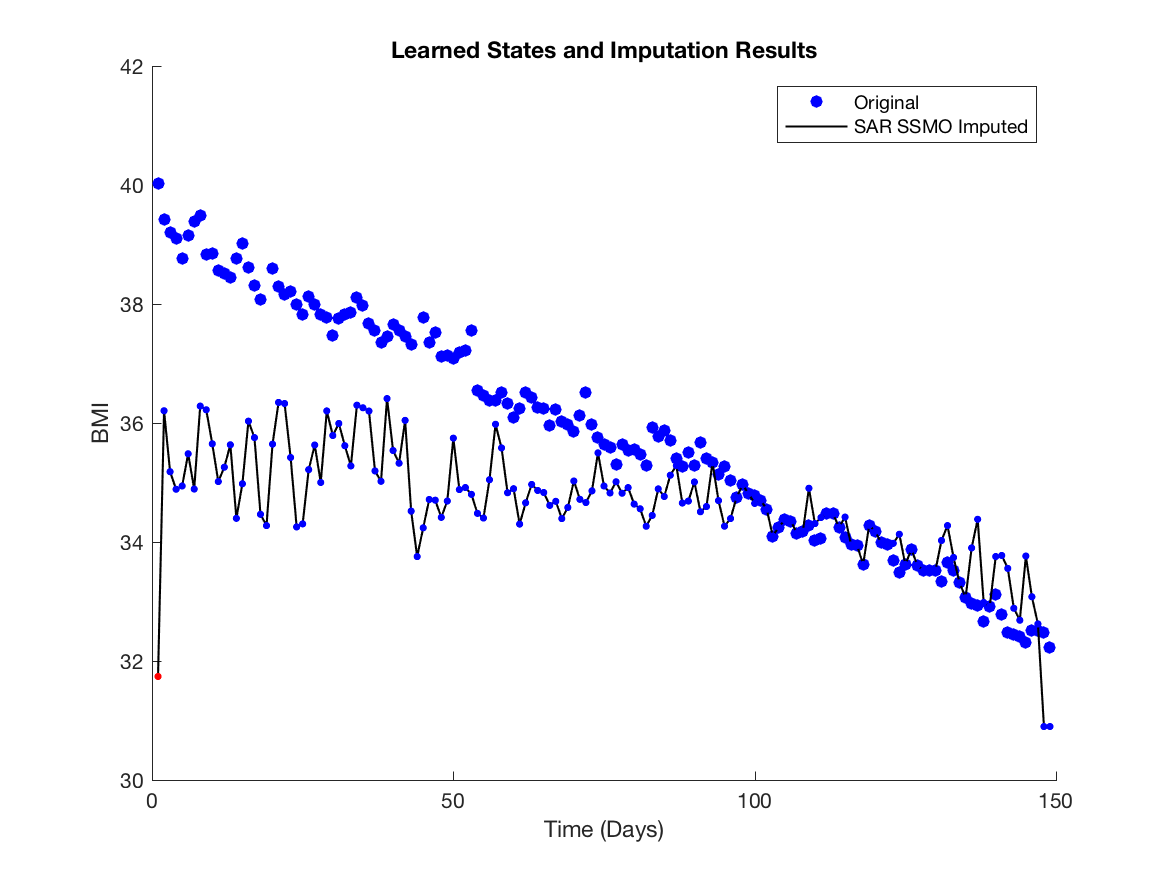 Learned States and Imputation Results
Original
SAR SSMO Imputed
BMI
42
40
38
36
34
32
30
0 50 100 150
Time (Days)